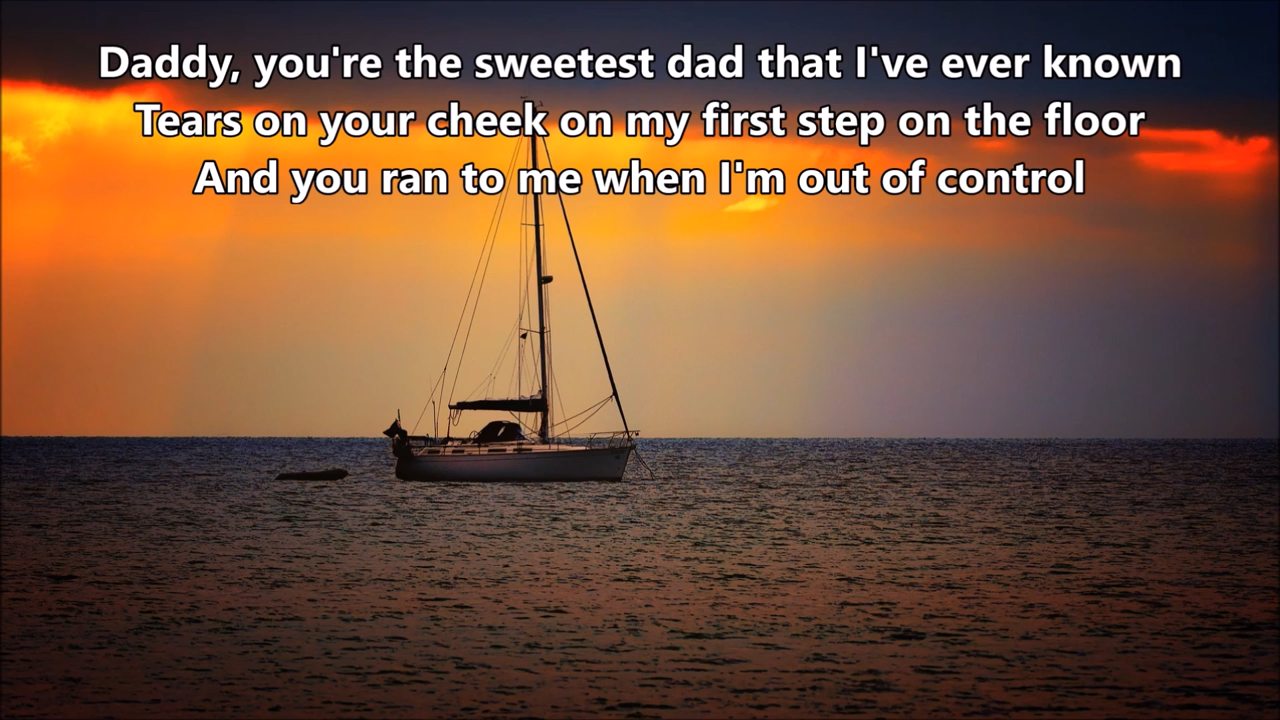 Daddy, you're the sweetest dad that I've ever known
Tears on your cheek on my first step on the floor
And you ran to me when I'm out of control